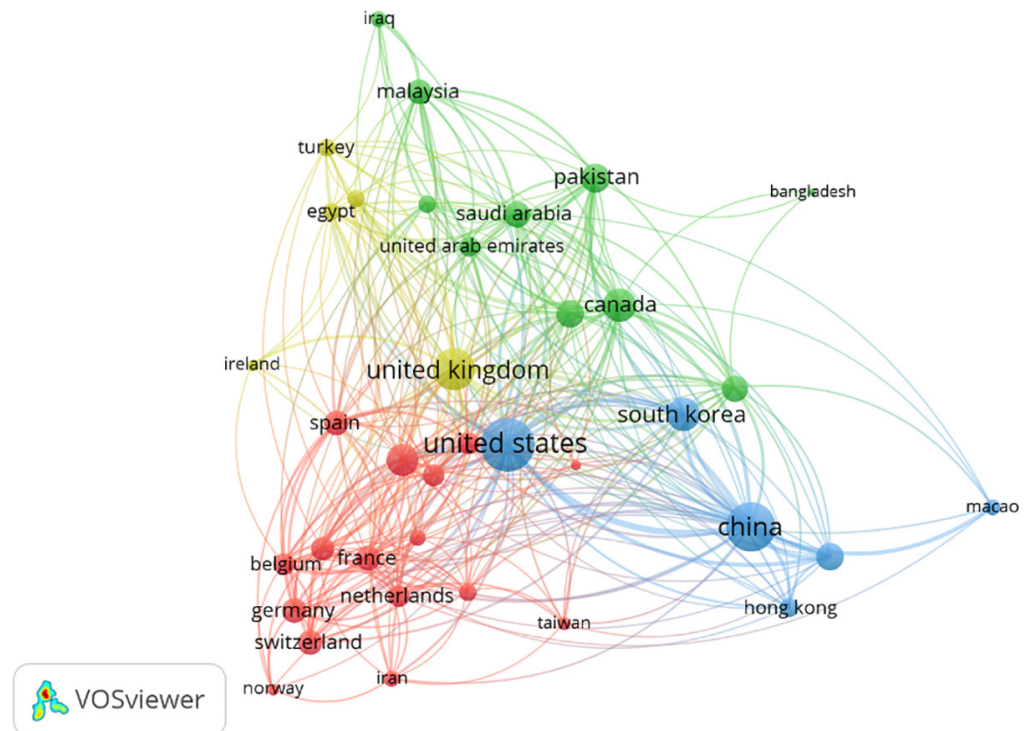 iraq
malaysia
turkey
pakistan
bangladesh
egypt
saudi arabia
united arab emirates
canada
ireland
united kingdom
south korea
spain
united states
macao
china
france
belgium
netherlands
hong kong
germany
taiwan
switzerland
iran
norway
VOSviewer